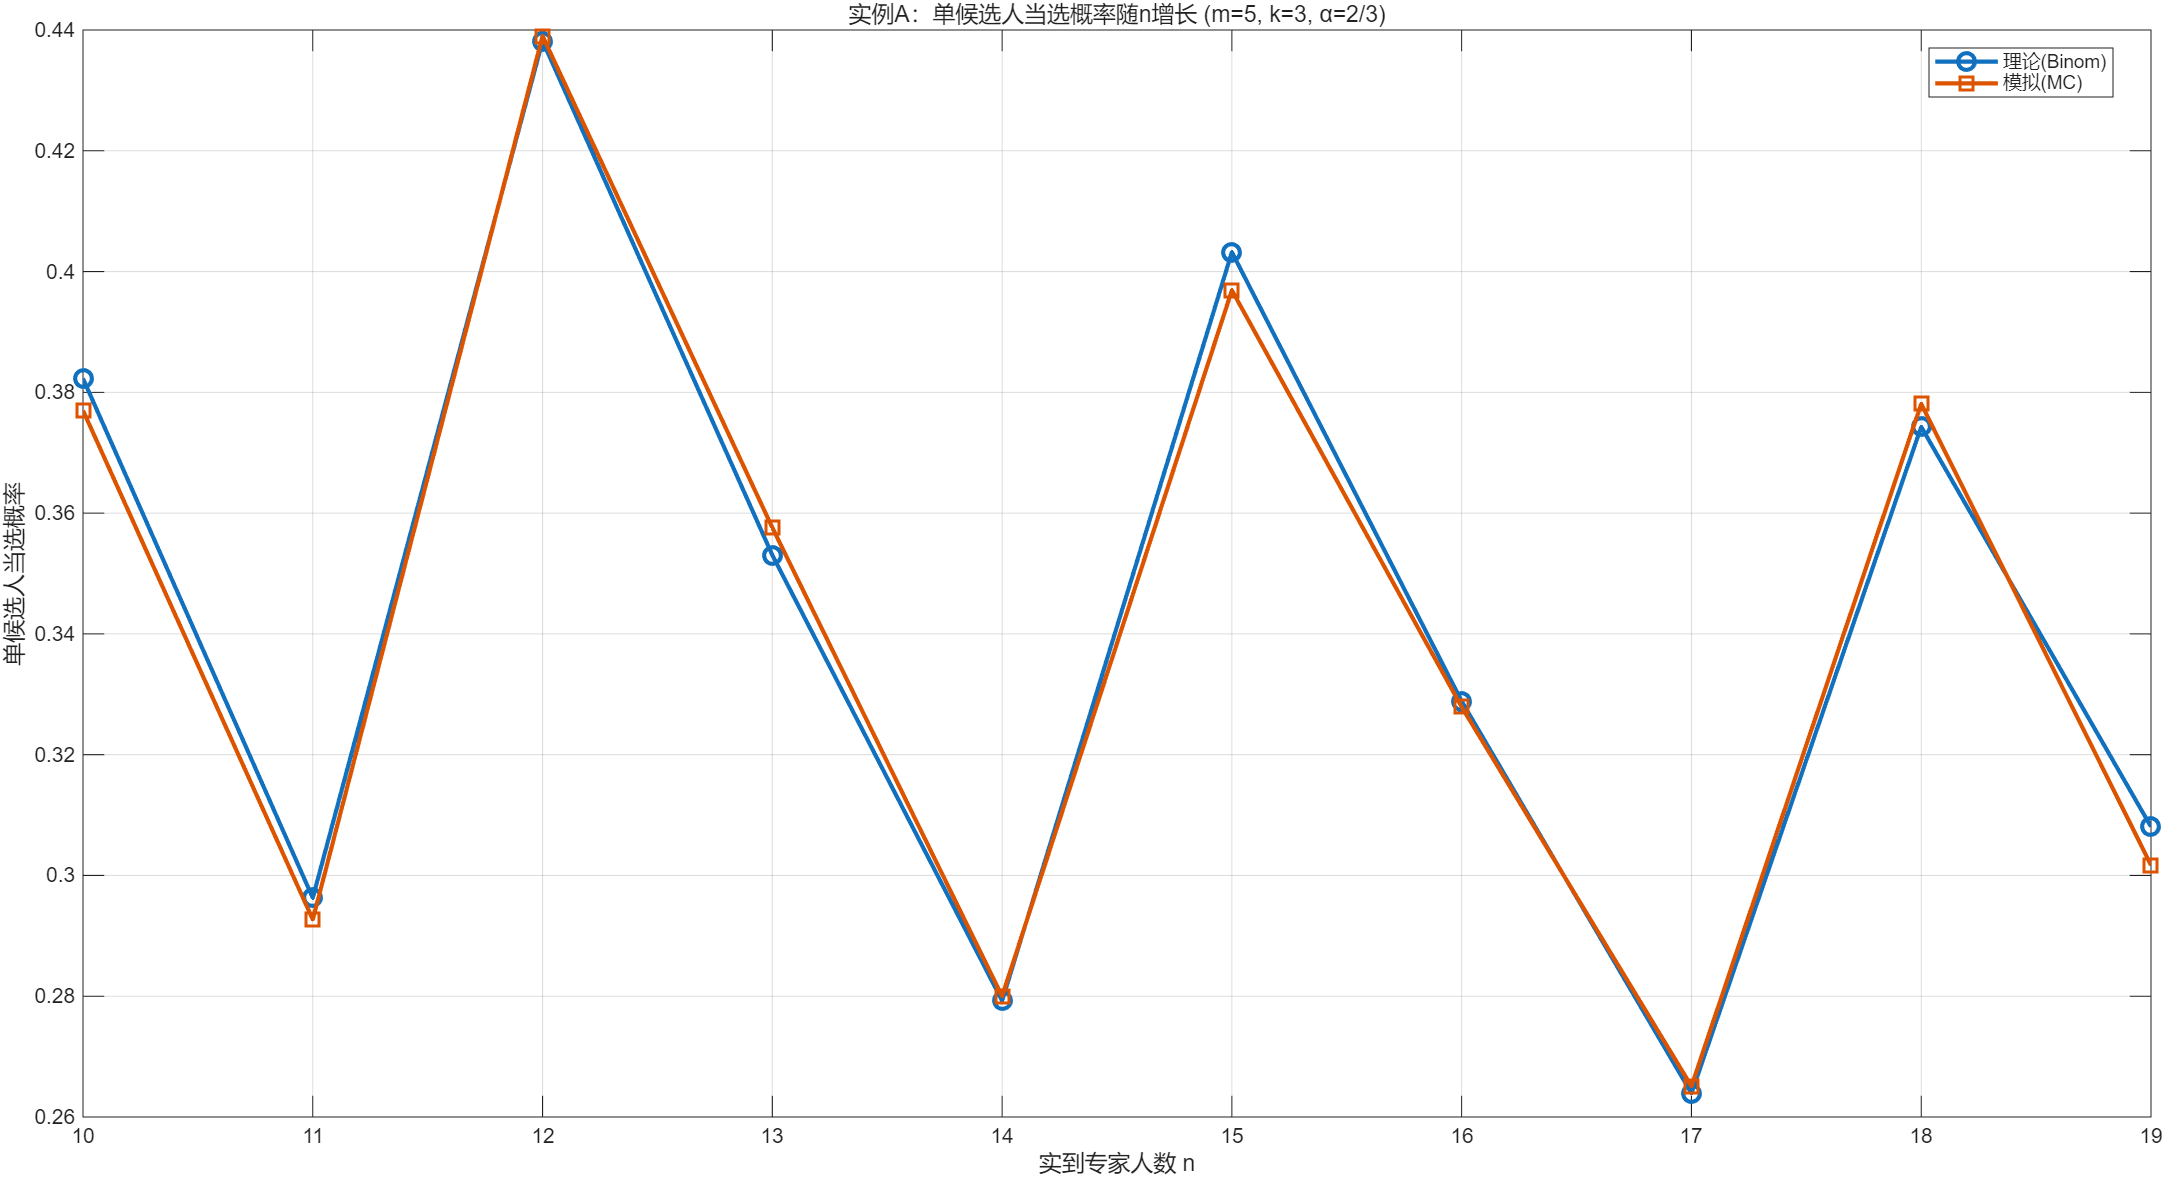 实例A：单候选人当选概率随n增长 (m=5, k=3, α=2/3)
理论(Binom)
模拟(MC)
单候选人当选概率
0.44
0.42
0.4
0.38
0.36
0.34
0.32
0.3
0.28
0.26
10 11 12 13 14 15 16 17 18 19
实到专家人数 n